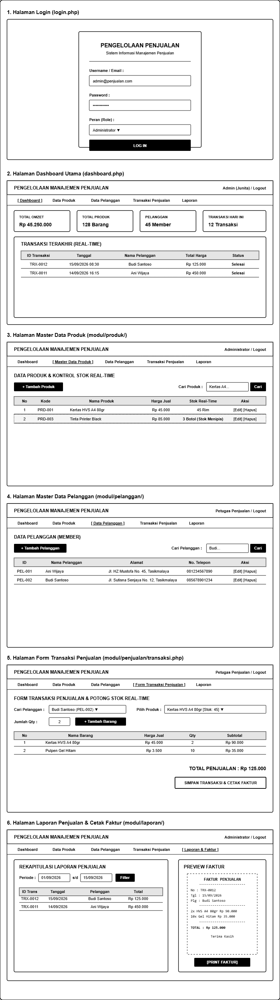 1. Halaman Login (login.php)
PENGELOLAAN PENJUALAN
Sistem Informasi Manajemen Penjualan
Username / Email :
admin@penjualan.com
Password :
••••••••••••
Peran (Role) :
Administrator ▼
LOG IN
2. Halaman Dashboard Utama (dashboard.php)
PENGELOLAAN MANAJEMEN PENJUALAN Admin (Junita) / Logout
[ Dashboard ] Data Produk Data Pelanggan Transaksi Penjualan Laporan
TOTAL OMZET TOTAL PRODUK PELANGGAN TRANSAKSI HARI INI
Rp 45.250.000 128 Barang 45 Member 12 Transaksi
TRANSAKSI TERAKHIR (REAL-TIME)
ID Transaksi Tanggal Nama Pelanggan Total Harga Status
TRX-0012 15/09/2026 08:30 Budi Santoso Rp 125.000 Selesai
TRX-0011 14/09/2026 16:15 Ani Wijaya Rp 450.000 Selesai
3. Halaman Master Data Produk (modul/produk/)
PENGELOLAAN MANAJEMEN PENJUALAN Administrator / Logout
Dashboard [ Master Data Produk ] Data Pelanggan Transaksi Penjualan Laporan
DATA PRODUK & KONTROL STOK REAL-TIME
+ Tambah Produk Cari Produk : Kertas A4... Cari
No Kode Nama Produk Harga Jual Stok Real-Time Aksi
1 PRD-001 Kertas HVS A4 80gr Rp 45.000 45 Rim [Edit] [Hapus]
2 PRD-003 Tinta Printer Black Rp 85.000 3 Botol (Stok Menipis) [Edit] [Hapus]
4. Halaman Master Data Pelanggan (modul/pelanggan/)
PENGELOLAAN MANAJEMEN PENJUALAN Petugas Penjualan / Logout
Dashboard Data Produk [ Data Pelanggan ] Transaksi Penjualan Laporan
DATA PELANGGAN (MEMBER)
+ Tambah Pelanggan Cari Pelanggan : Budi... Cari
ID Nama Pelanggan Alamat No. Telepon Aksi
PEL-001 Ani Wijaya Jl. HZ Mustofa No. 45, Tasikmalaya 081234567890 [Edit] [Hapus]
PEL-002 Budi Santoso Jl. Sutisna Senjaya No. 12, Tasikmalaya 085678901234 [Edit] [Hapus]
5. Halaman Form Transaksi Penjualan (modul/penjualan/transaksi.php)
PENGELOLAAN MANAJEMEN PENJUALAN Petugas Penjualan / Logout
Dashboard Data Produk Data Pelanggan [ Form Transaksi Penjualan ] Laporan
FORM TRANSAKSI PENJUALAN & POTONG STOK REAL-TIME
Cari Pelanggan : Budi Santoso (PEL-002) ▼ Pilih Produk : Kertas HVS A4 80gr [Stok: 45] ▼
Jumlah Qty : 2 + Tambah Barang
No Nama Barang Harga Jual Qty Subtotal
1 Kertas HVS A4 80gr Rp 45.000 2 Rp 90.000
2 Pulpen Gel Hitam Rp 3.500 10 Rp 35.000
TOTAL PENJUALAN : Rp 125.000
SIMPAN TRANSAKSI & CETAK FAKTUR
6. Halaman Laporan Penjualan & Cetak Faktur (modul/laporan/)
PENGELOLAAN MANAJEMEN PENJUALAN Administrator / Logout
Dashboard Data Produk Data Pelanggan Transaksi Penjualan [ Laporan & Faktur ]
REKAPITULASI LAPORAN PENJUALAN
Periode : 01/09/2026 s/d 15/09/2026 Filter
ID Trans Tanggal Pelanggan Total
TRX-0012 15/09/2026 Budi Santoso Rp 125.000
TRX-0011 14/09/2026 Ani Wijaya Rp 450.000
PREVIEW FAKTUR
FAKTUR PENJUALAN
------------------------
No : TRX-0012
Tgl : 15/09/2026
Plg : Budi Santoso
------------------------
2x HVS A4 80gr Rp 90.000
10x Gel Hitam Rp 35.000
------------------------
TOTAL : Rp 125.000
Terima Kasih
[PRINT FAKTUR]